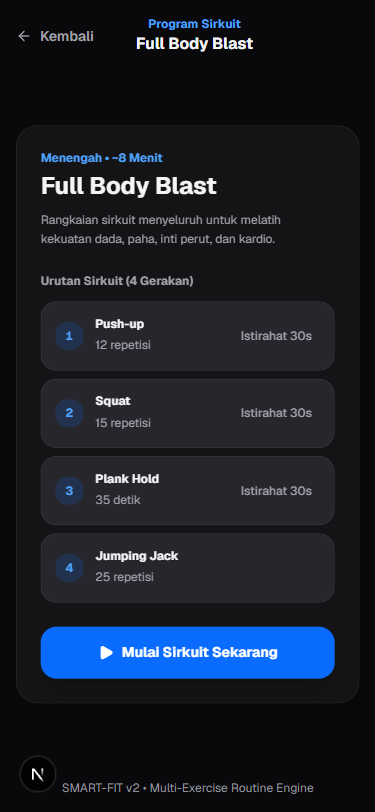 Program Sirkuit
← Kembali
Full Body Blast
Menengah • ~8 Menit
Full Body Blast
Rangkaian sirkuit menyeluruh untuk melatih
kekuatan dada, paha, inti perut, dan kardio.
Urutan Sirkuit (4 Gerakan)
1
Push-up
12 repetisi
Istirahat 30s
2
Squat
15 repetisi
Istirahat 30s
3
Plank Hold
35 detik
Istirahat 30s
4
Jumping Jack
25 repetisi
Mulai Sirkuit Sekarang
N
SMART-FIT v2 • Multi-Exercise Routine Engine